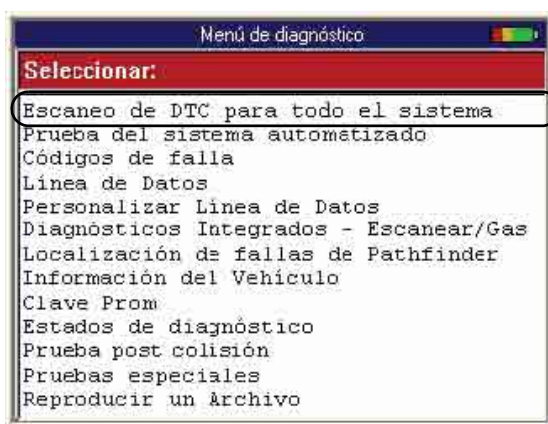 Menú de diagnóstico
Seleccionar:
Escaneo de DTC para todo el sistema
Prueba del sistema automatizado
Códigos de falla
Línea de Datos
Personalizar Línea de Datos
Diagnósticos Integrados - Escanear/Gas
Localización de fallas de Pathfinder
Información del Vehículo
Clave Prom
Estados de diagnóstico
Prueba post colisión
Pruebas especiales
Reproducir un Archivo